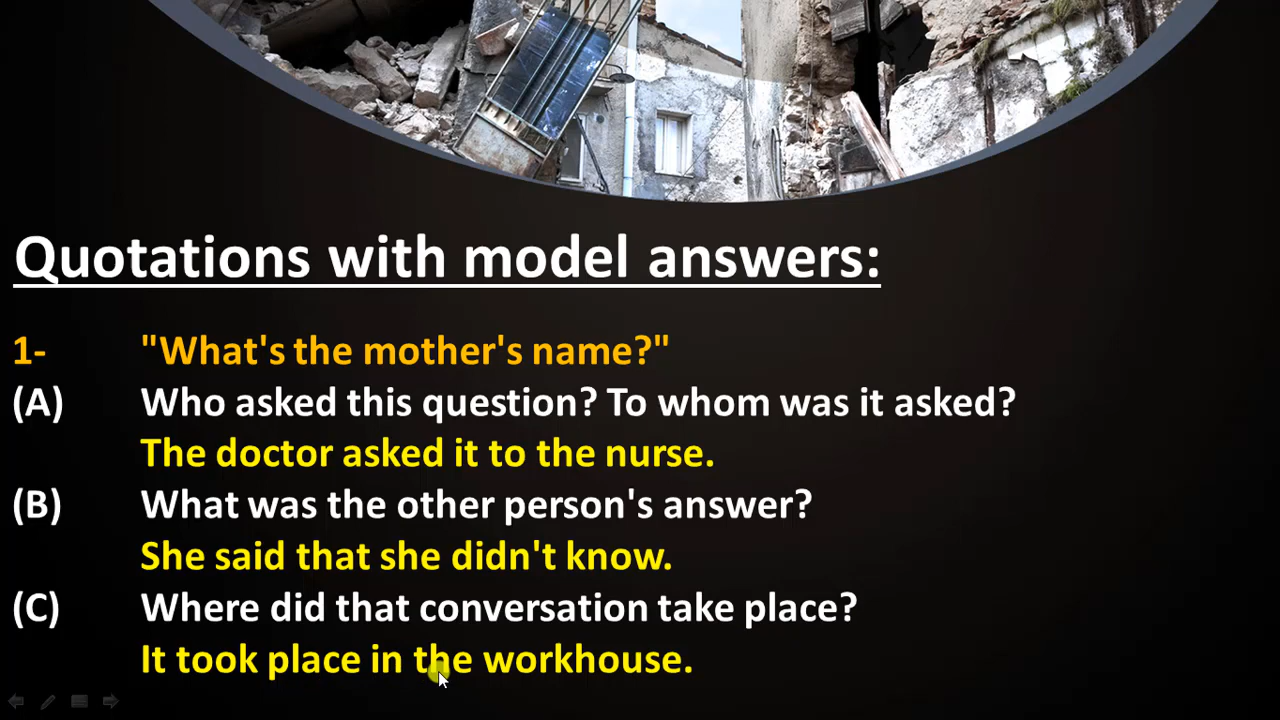 Quotations with model answers:
1- "What's the mother's name?"
(A) Who asked this question? To whom was it asked?
The doctor asked it to the nurse.
(B) What was the other person's answer?
She said that she didn't know.
(C) Where did that conversation take place?
It took place in the workhouse.